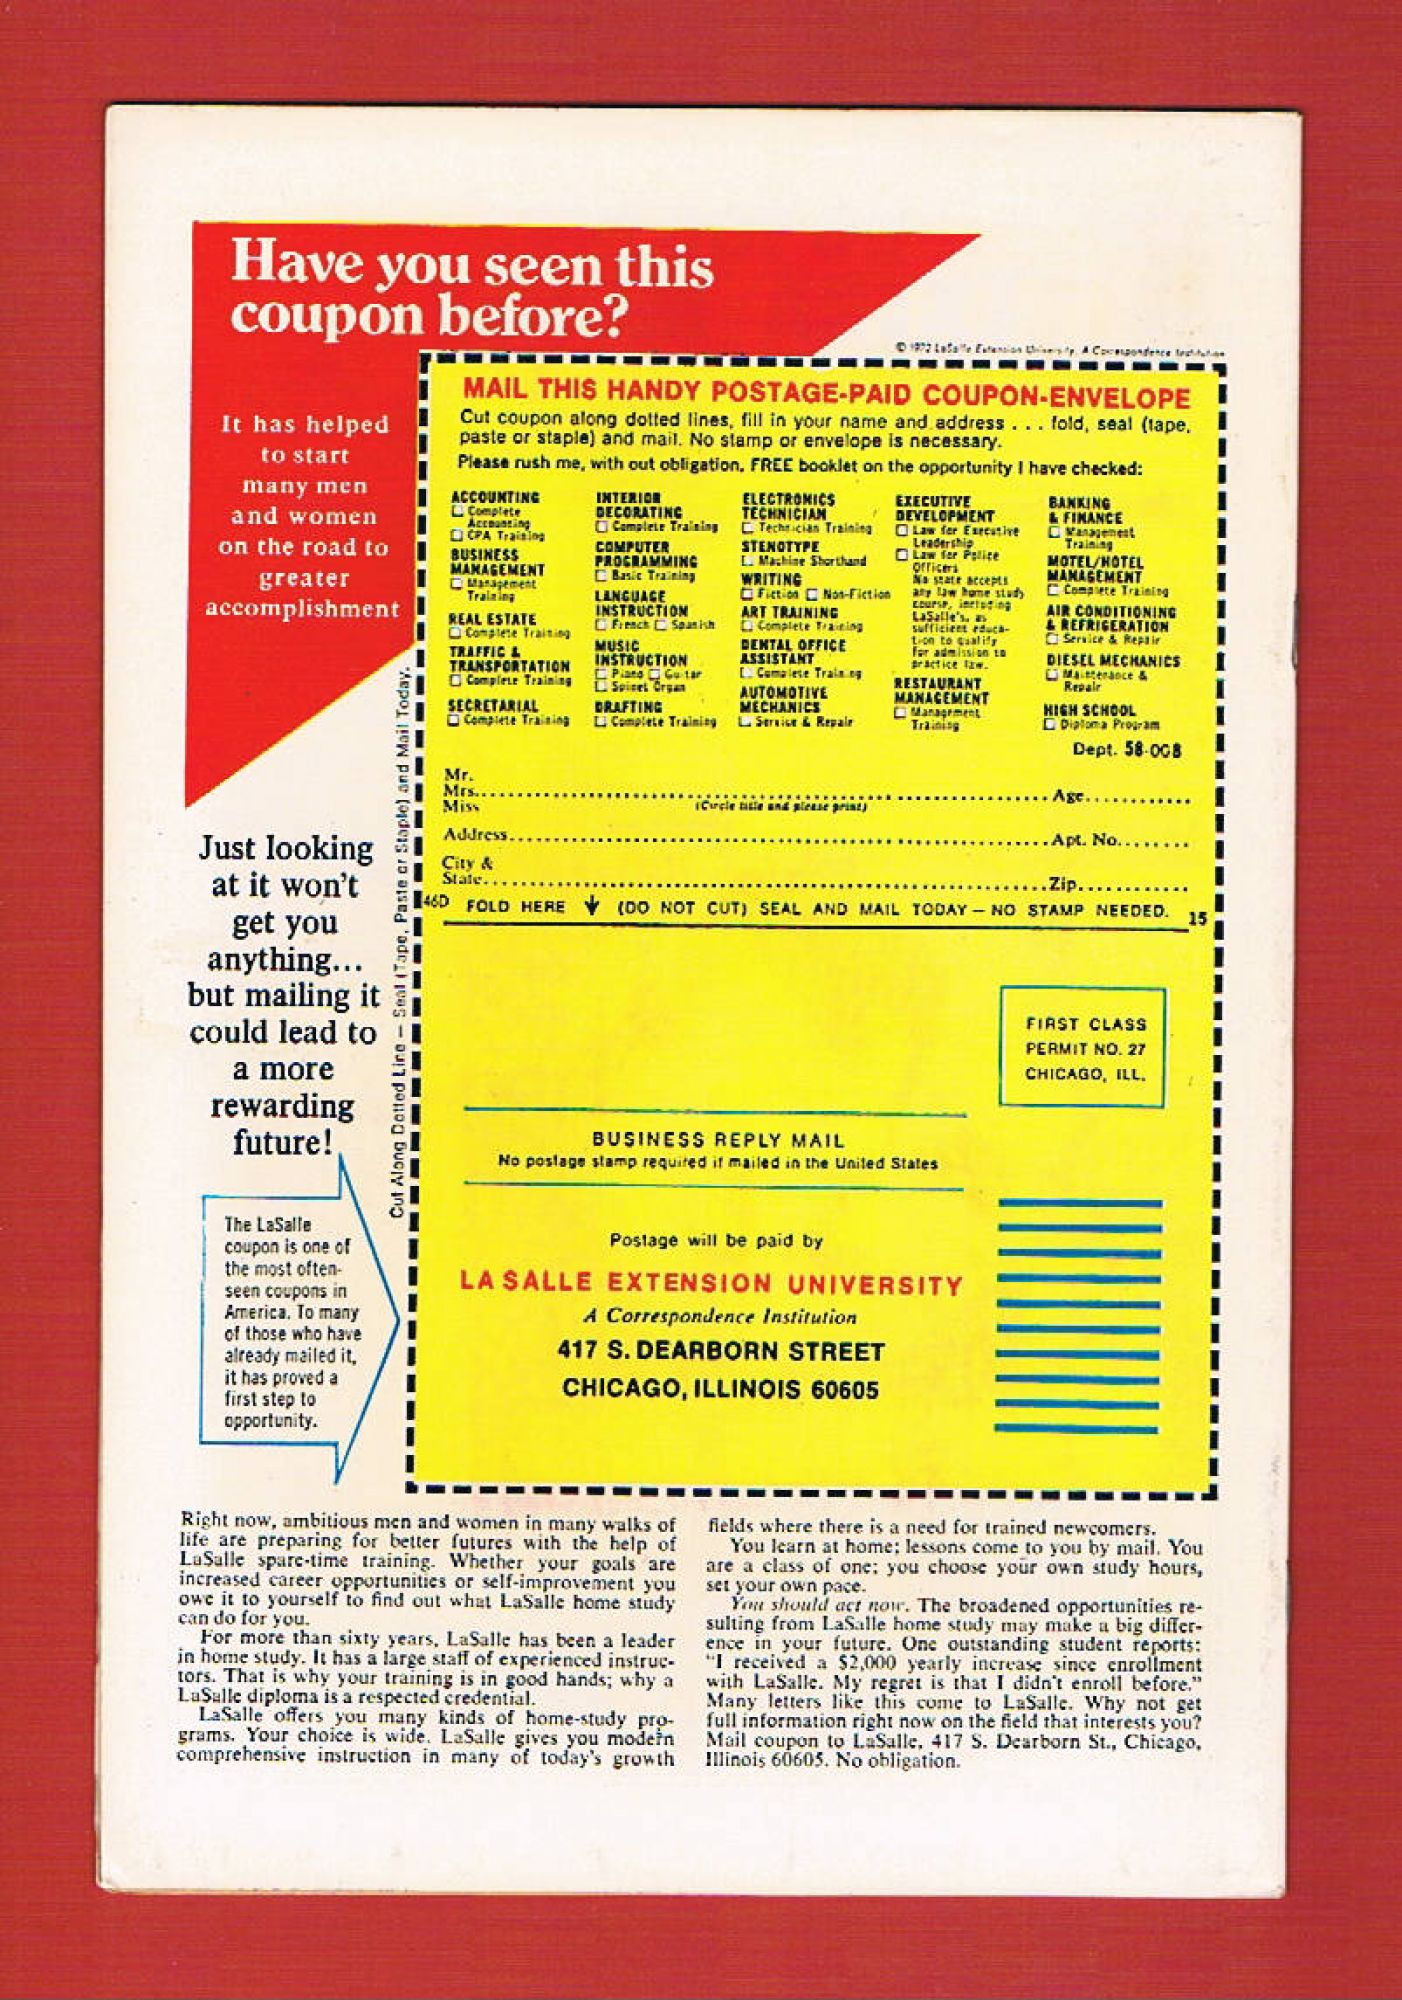 Have you seen this
coupon before?
It has helped
to start
many men
and women
on the road to
greater
accomplishment
Just looking
at it won't
get you
anything...
but mailing it
could lead to
a more
rewarding
future!
The LaSalle
coupon is one of
the most often-
seen coupons in
America. To many
of those who have
already mailed it,
it has proved a
first step to
opportunity.
Cut Along Dotted Line — Seal (Tape, Paste or Staple) and Mail Today.
© 1972 LaSalle Extension University, A Correspondence Institution
MAIL THIS HANDY POSTAGE-PAID COUPON-ENVELOPE
Cut coupon along dotted lines, fill in your name and address . . . fold, seal (tape,
paste or staple) and mail. No stamp or envelope is necessary.
Please rush me, with out obligation, FREE booklet on the opportunity I have checked:
ACCOUNTING
Complete
Accounting
CPA Training
BUSINESS
MANAGEMENT
Management
Training
REAL ESTATE
Complete Training
TRAFFIC &
TRANSPORTATION
Complete Training
SECRETARIAL
Complete Training
INTERIOR
DECORATING
Complete Training
COMPUTER
PROGRAMMING
Basic Training
LANGUAGE
INSTRUCTION
French Spanish
MUSIC
INSTRUCTION
Piano Guitar
Spinet Organ
DRAFTING
Complete Training
ELECTRONICS
TECHNICIAN
Technician Training
STENOTYPE
Machine Shorthand
WRITING
Fiction Non-Fiction
ART TRAINING
Complete Training
DENTAL OFFICE
ASSISTANT
Complete Training
AUTOMOTIVE
MECHANICS
Service & Repair
EXECUTIVE
DEVELOPMENT
Law for Executive
Leadership
Law for Police
Officers
No state accepts
any law home study
course, including
LaSalle's, as
sufficient educa-
tion to qualify
for admission to
practice law.
RESTAURANT
MANAGEMENT
Management
Training
BANKING
& FINANCE
Management
Training
MOTEL/HOTEL
MANAGEMENT
Complete Training
AIR CONDITIONING
& REFRIGERATION
Service & Repair
DIESEL MECHANICS
Maintenance &
Repair
HIGH SCHOOL
Diploma Program
Dept. 58-008
Mr.
Mrs. Age
Miss (Circle title and please print)
Address Apt. No.
City &
State Zip
46D FOLD HERE ↓ (DO NOT CUT) SEAL AND MAIL TODAY — NO STAMP NEEDED. 15
FIRST CLASS
PERMIT NO. 27
CHICAGO, ILL.
BUSINESS REPLY MAIL
No postage stamp required if mailed in the United States
Postage will be paid by
LA SALLE EXTENSION UNIVERSITY
A Correspondence Institution
417 S. DEARBORN STREET
CHICAGO, ILLINOIS 60605
Right now, ambitious men and women in many walks of
life are preparing for better futures with the help of
LaSalle spare-time training. Whether your goals are
increased career opportunities or self-improvement you
owe it to yourself to find out what LaSalle home study
can do for you.
For more than sixty years, LaSalle has been a leader
in home study. It has a large staff of experienced instruc-
tors. That is why your training is in good hands; why a
LaSalle diploma is a respected credential.
LaSalle offers you many kinds of home-study pro-
grams. Your choice is wide. LaSalle gives you modern
comprehensive instruction in many of today's growth
fields where there is a need for trained newcomers.
You learn at home; lessons come to you by mail. You
are a class of one; you choose your own study hours,
set your own pace.
You should act now. The broadened opportunities re-
sulting from LaSalle home study may make a big differ-
ence in your future. One outstanding student reports:
"I received a $2,000 yearly increase since enrollment
with LaSalle. My regret is that I didn't enroll before."
Many letters like this come to LaSalle. Why not get
full information right now on the field that interests you?
Mail coupon to LaSalle, 417 S. Dearborn St., Chicago,
Illinois 60605. No obligation.